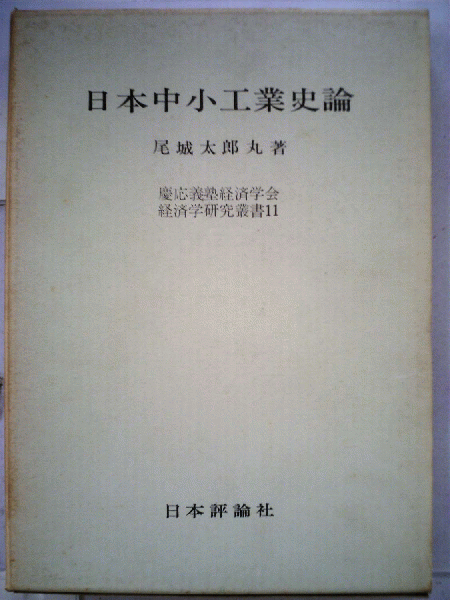 日本中小工業史論
尾城太郎丸著
慶応義塾経済学会
経済学研究叢書11
日本評論社